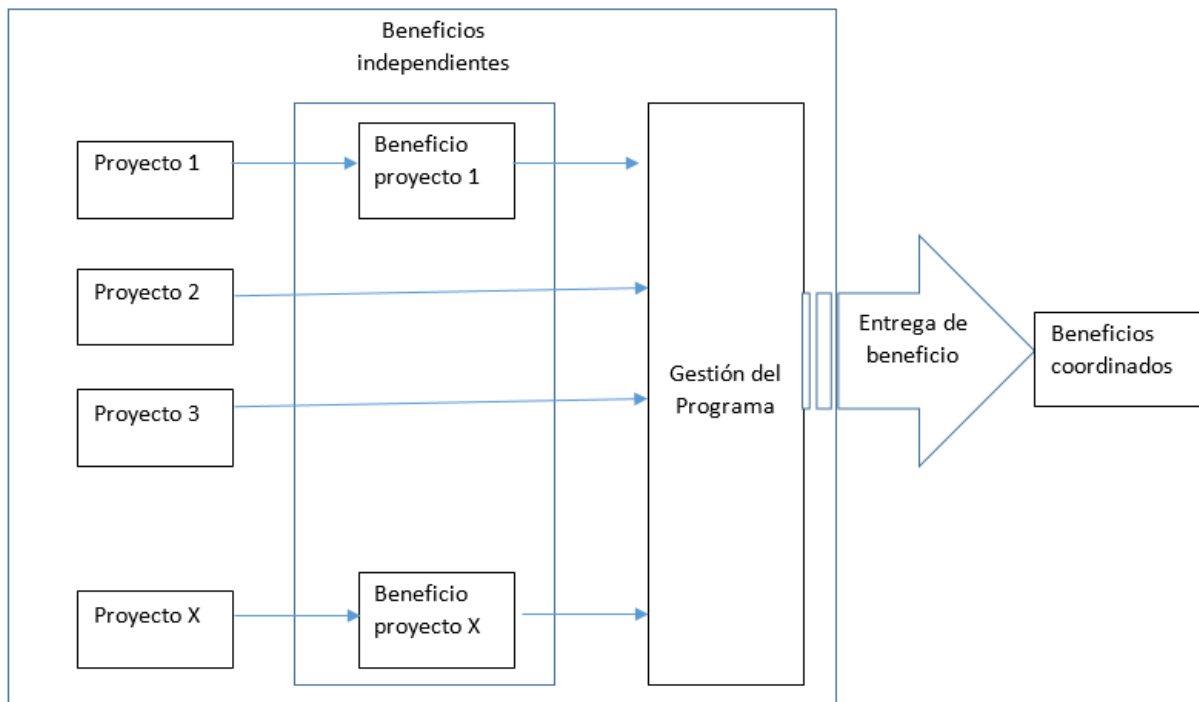 Beneficios
independientes
Proyecto 1
Beneficio
proyecto 1
Proyecto 2
Proyecto 3
Proyecto X
Beneficio
proyecto X
Gestión del
Programa
Entrega de
beneficio
Beneficios
coordinados